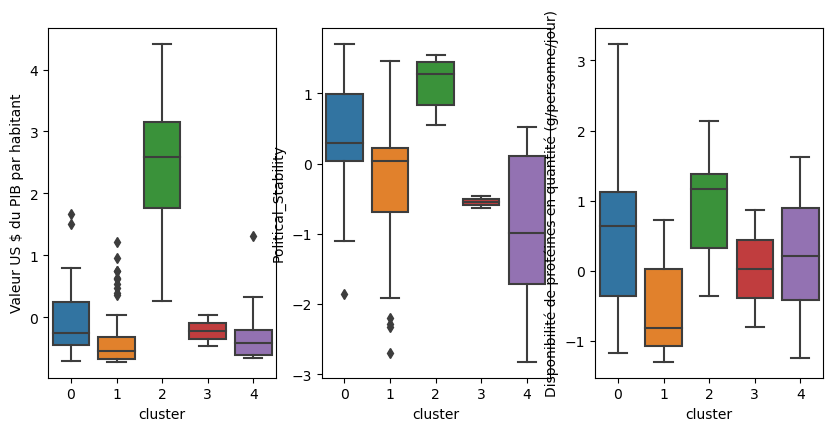 Valeur US $ du PIB par habitant
4
3
2
1
0
0 1 2 3 4
cluster
Political_Stability
1
0
−1
−2
−3
0 1 2 3 4
cluster
Disponibilité de protéines en quantité (g/personne/jour)
3
2
1
0
−1
0 1 2 3 4
cluster